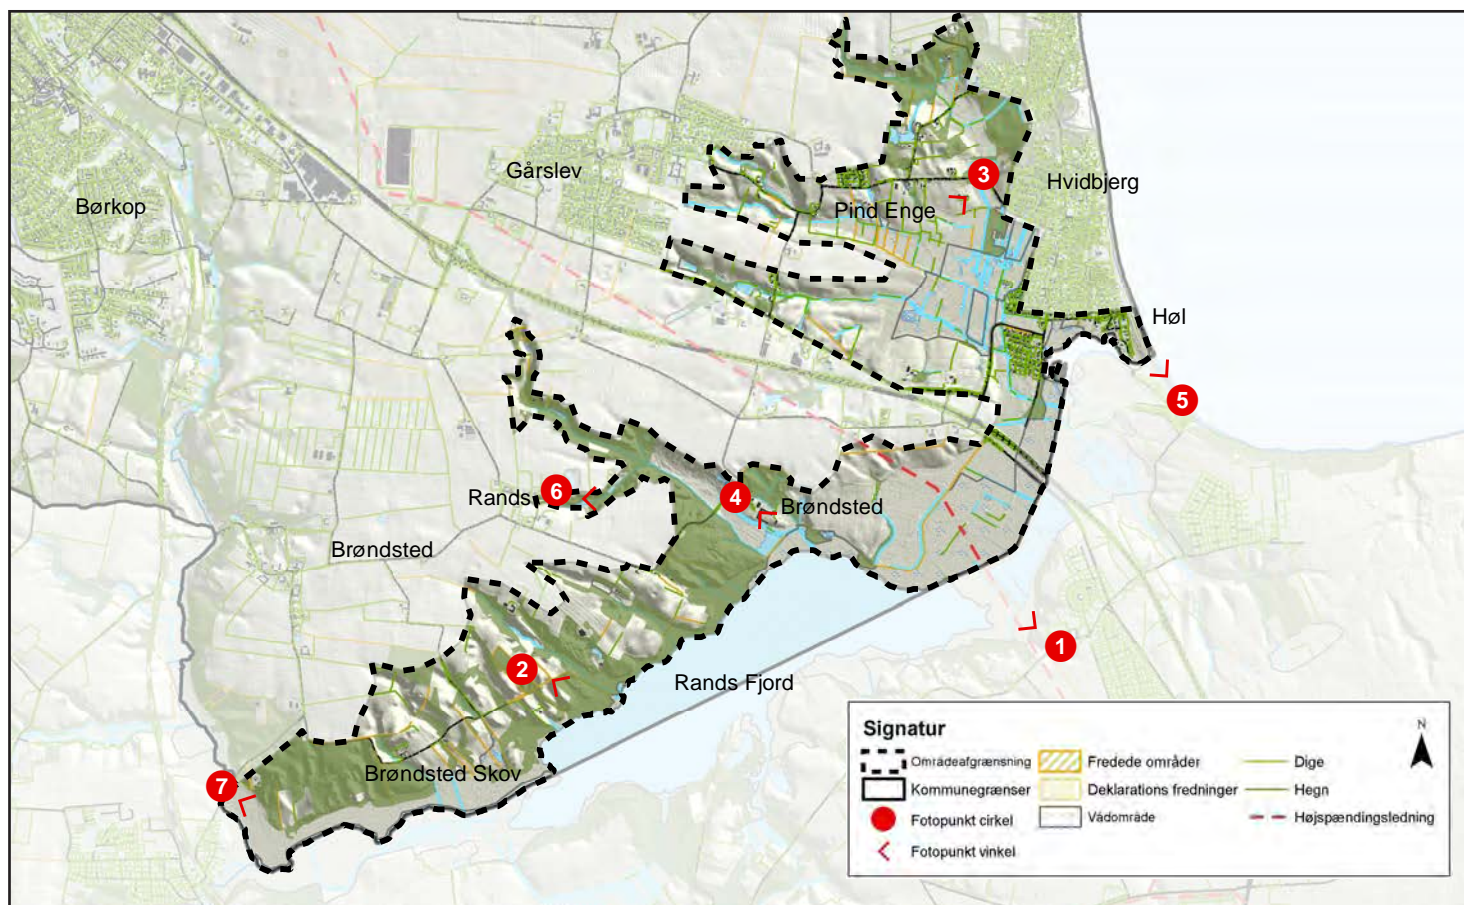 3
Gårslev
Hvidbjerg
Børkop
Pind Enge
Høl
5
6
4
Rands
Brøndsted
Brøndsted
1
2
Rands Fjord
Brøndsted Skov
7
Signatur
N
Områdeafgrænsning
Fredede områder
Dige
Kommunegrænser
Deklarations fredninger
Hegn
Fotopunkt cirkel
Vådområde
Højspændingsledning
Fotopunkt vinkel